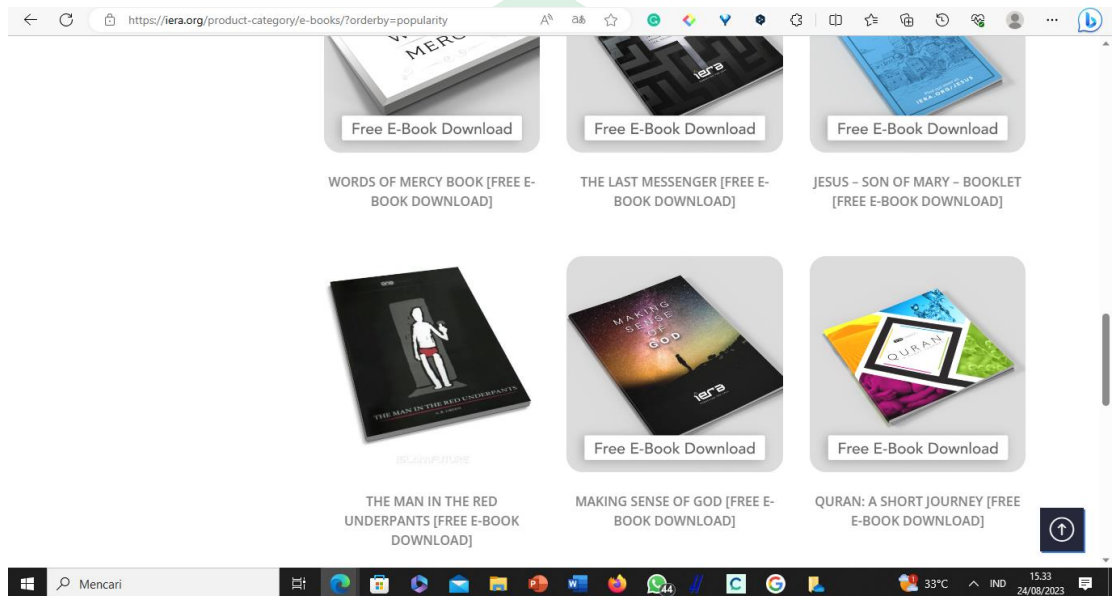 https://iera.org/product-category/e-books/?orderby=popularity
MERCY
iera
IERA.ORG/JESUS
Free E-Book Download
Free E-Book Download
Free E-Book Download
WORDS OF MERCY BOOK [FREE E-
BOOK DOWNLOAD]
THE LAST MESSENGER [FREE E-
BOOK DOWNLOAD]
JESUS – SON OF MARY – BOOKLET
[FREE E-BOOK DOWNLOAD]
THE MAN IN THE RED UNDERPANTS
MAKING
SENSE
OF
GOD
iera
QURAN
Free E-Book Download
Free E-Book Download
THE MAN IN THE RED
UNDERPANTS [FREE E-BOOK
DOWNLOAD]
MAKING SENSE OF GOD [FREE E-
BOOK DOWNLOAD]
QURAN: A SHORT JOURNEY [FREE
E-BOOK DOWNLOAD]
Mencari
44
33°C
IND
15.33
24/08/2023